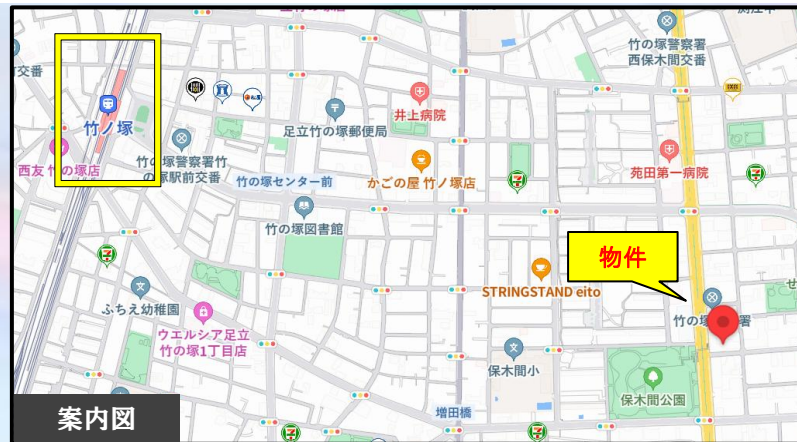 竹の塚警察署
西保木間交番
交番
竹ノ塚
井上病院
足立竹の塚郵便局
西友 竹の塚店
竹の塚警察署竹
の塚駅前交番
竹の塚センター前
かごの屋 竹ノ塚店
苑田第一病院
竹の塚図書館
物件
STRINGSTAND eito
ふちえ幼稚園
竹の塚
署
ウエルシア足立
竹の塚1丁目店
保木間小
保木間公園
増田橋
案内図